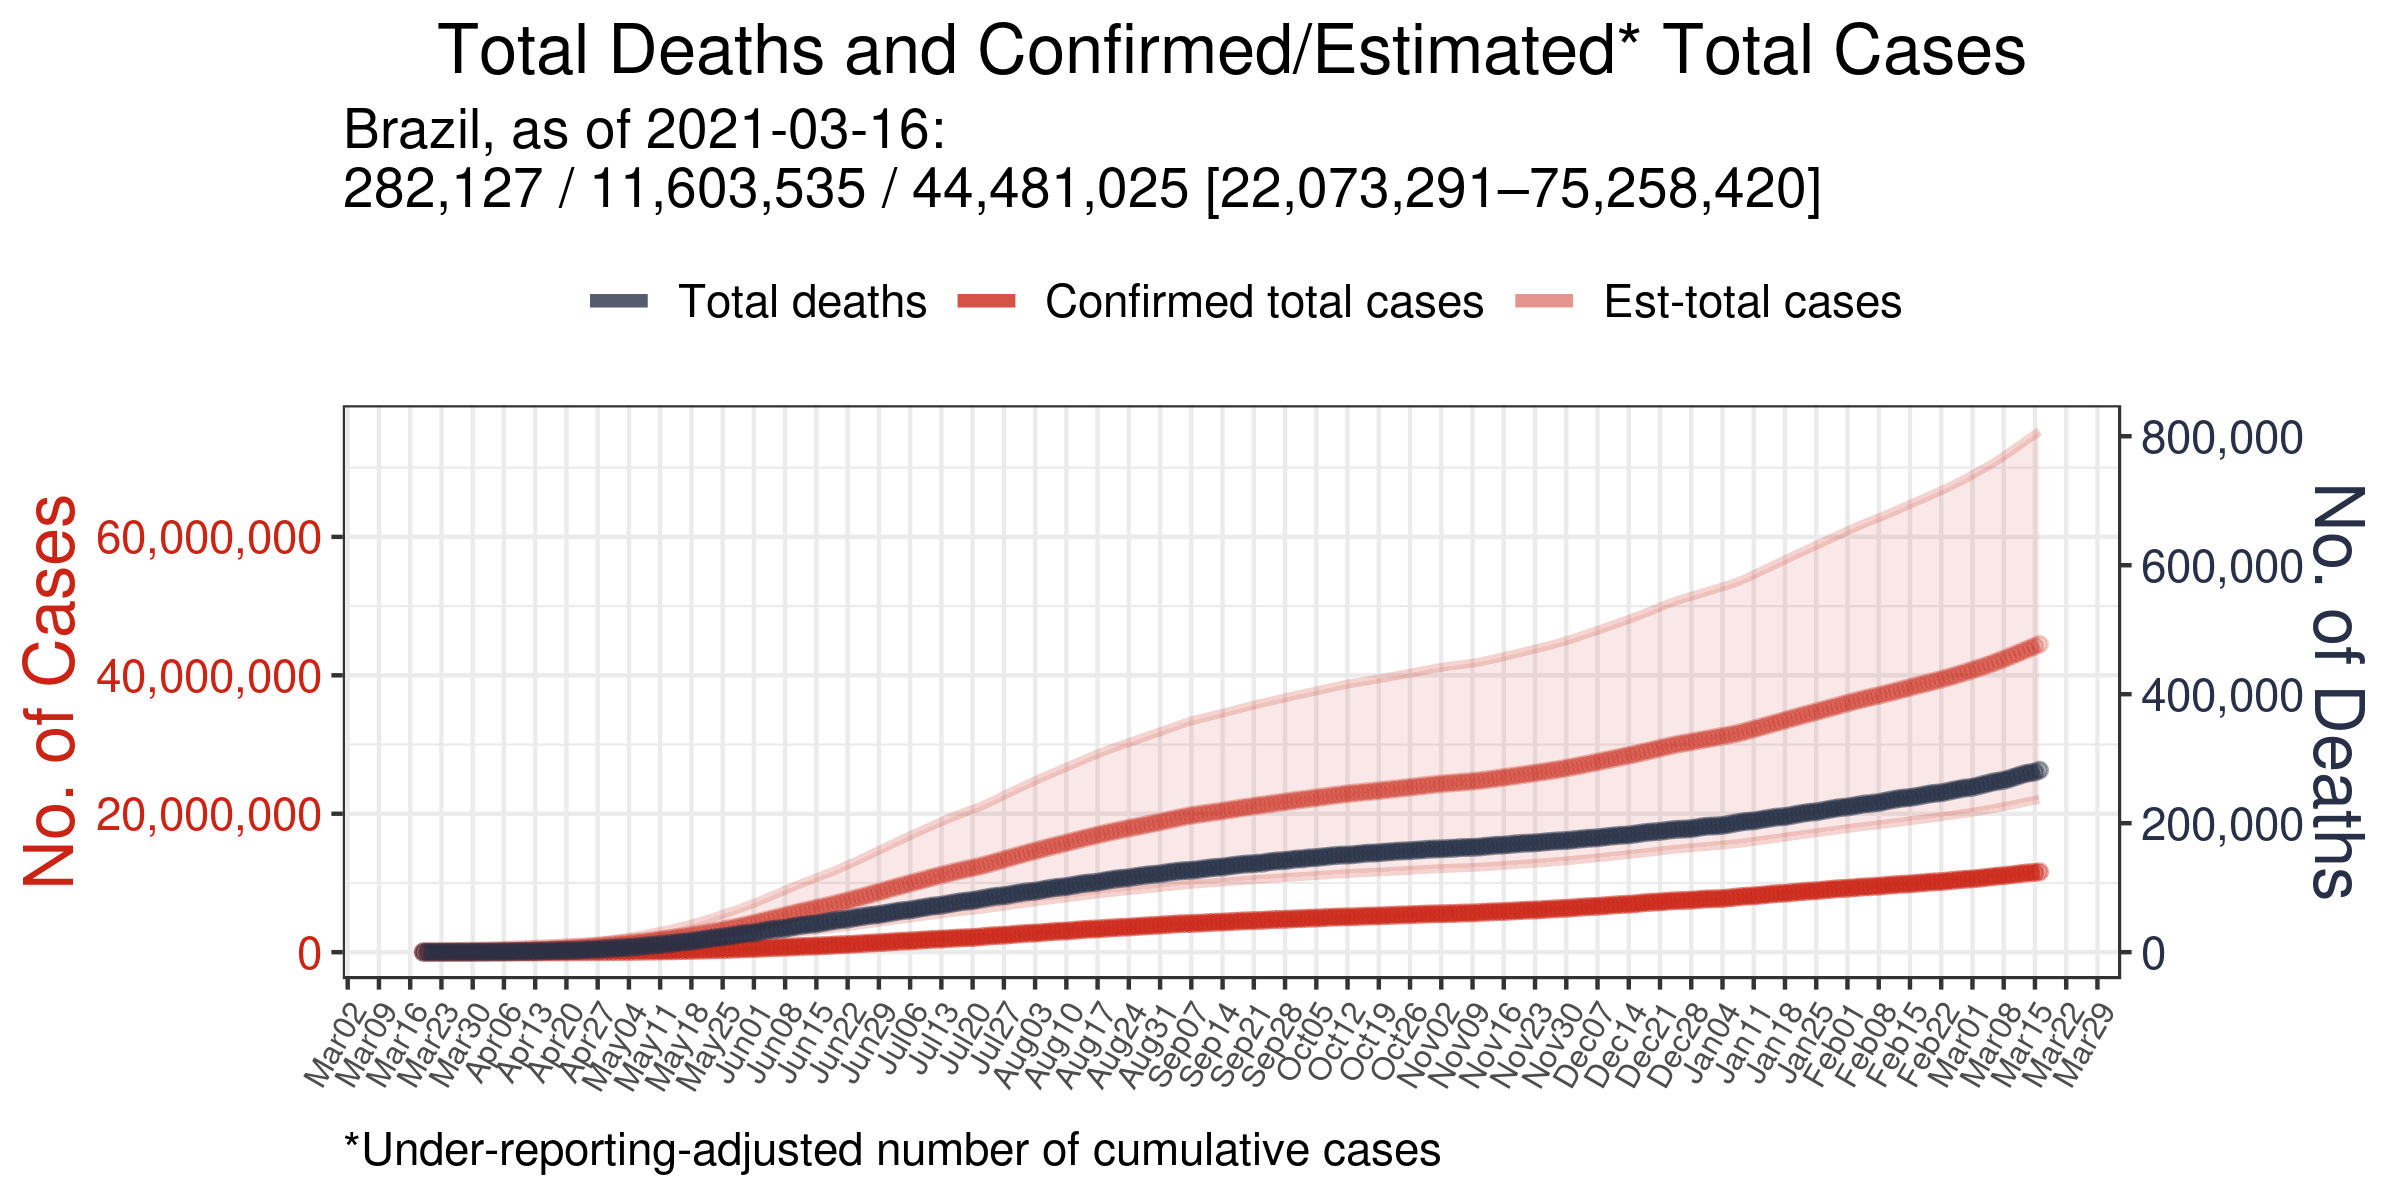 Total Deaths and Confirmed/Estimated* Total Cases
Brazil, as of 2021-03-16:
282,127 / 11,603,535 / 44,481,025 [22,073,291–75,258,420]
Total deaths
Confirmed total cases
Est-total cases
No. of Cases
60,000,000
40,000,000
20,000,000
0
800,000
600,000
400,000
200,000
0
No. of Deaths
Mar02
Mar09
Mar16
Mar23
Mar30
Apr06
Apr13
Apr20
Apr27
May04
May11
May18
May25
Jun01
Jun08
Jun15
Jun22
Jun29
Jul06
Jul13
Jul20
Jul27
Aug03
Aug10
Aug17
Aug24
Aug31
Sep07
Sep14
Sep21
Sep28
Oct05
Oct12
Oct19
Oct26
Nov02
Nov09
Nov16
Nov23
Nov30
Dec07
Dec14
Dec21
Dec28
Jan04
Jan11
Jan18
Jan25
Feb01
Feb08
Feb15
Feb22
Mar01
Mar08
Mar15
Mar22
Mar29
*Under-reporting-adjusted number of cumulative cases